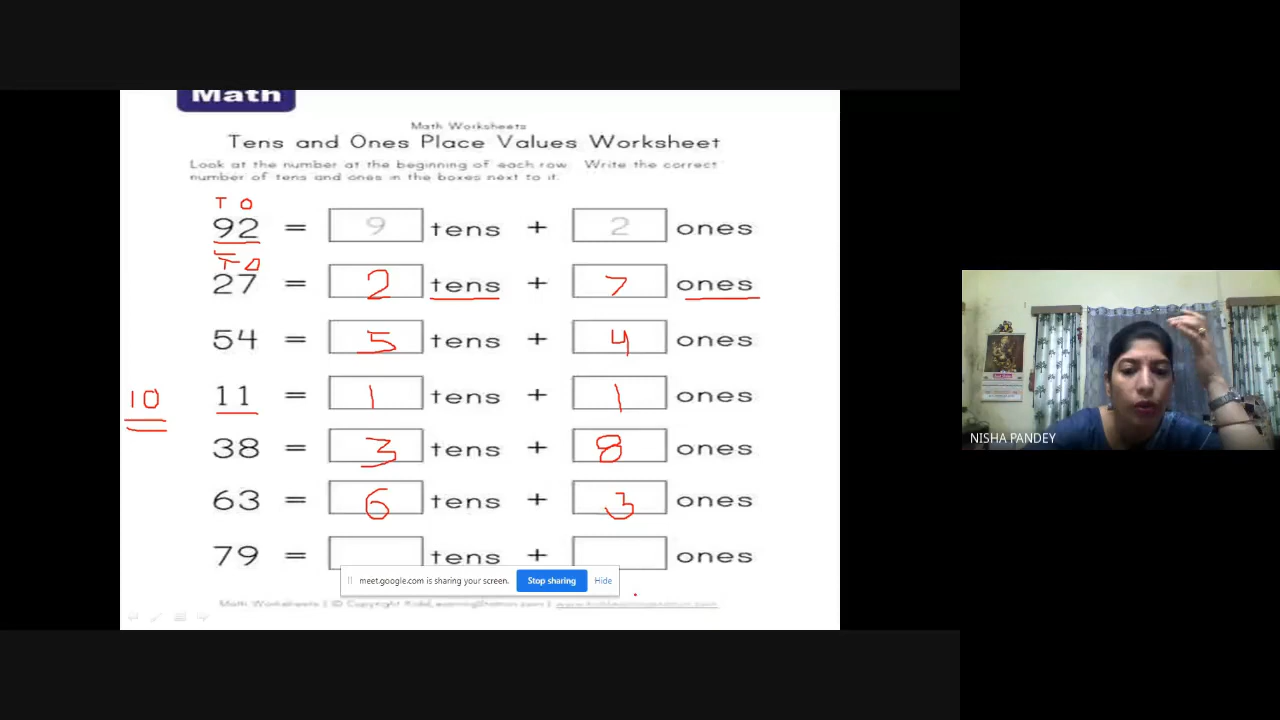 Math
Math Worksheets
Tens and Ones Place Values Worksheet
Look at the number at the beginning of each row. Write the correct
number of tens and ones in the boxes next to it.
T O
92 = 9 tens + 2 ones
T O
27 = 2 tens + 7 ones
54 = 5 tens + 4 ones
10
11 = 1 tens + 1 ones
38 = 3 tens + 8 ones
63 = 6 tens + 3 ones
79 = tens + ones
meet.google.com is sharing your screen. Stop sharing Hide
Math Worksheets | © Copyright
NISHA PANDEY